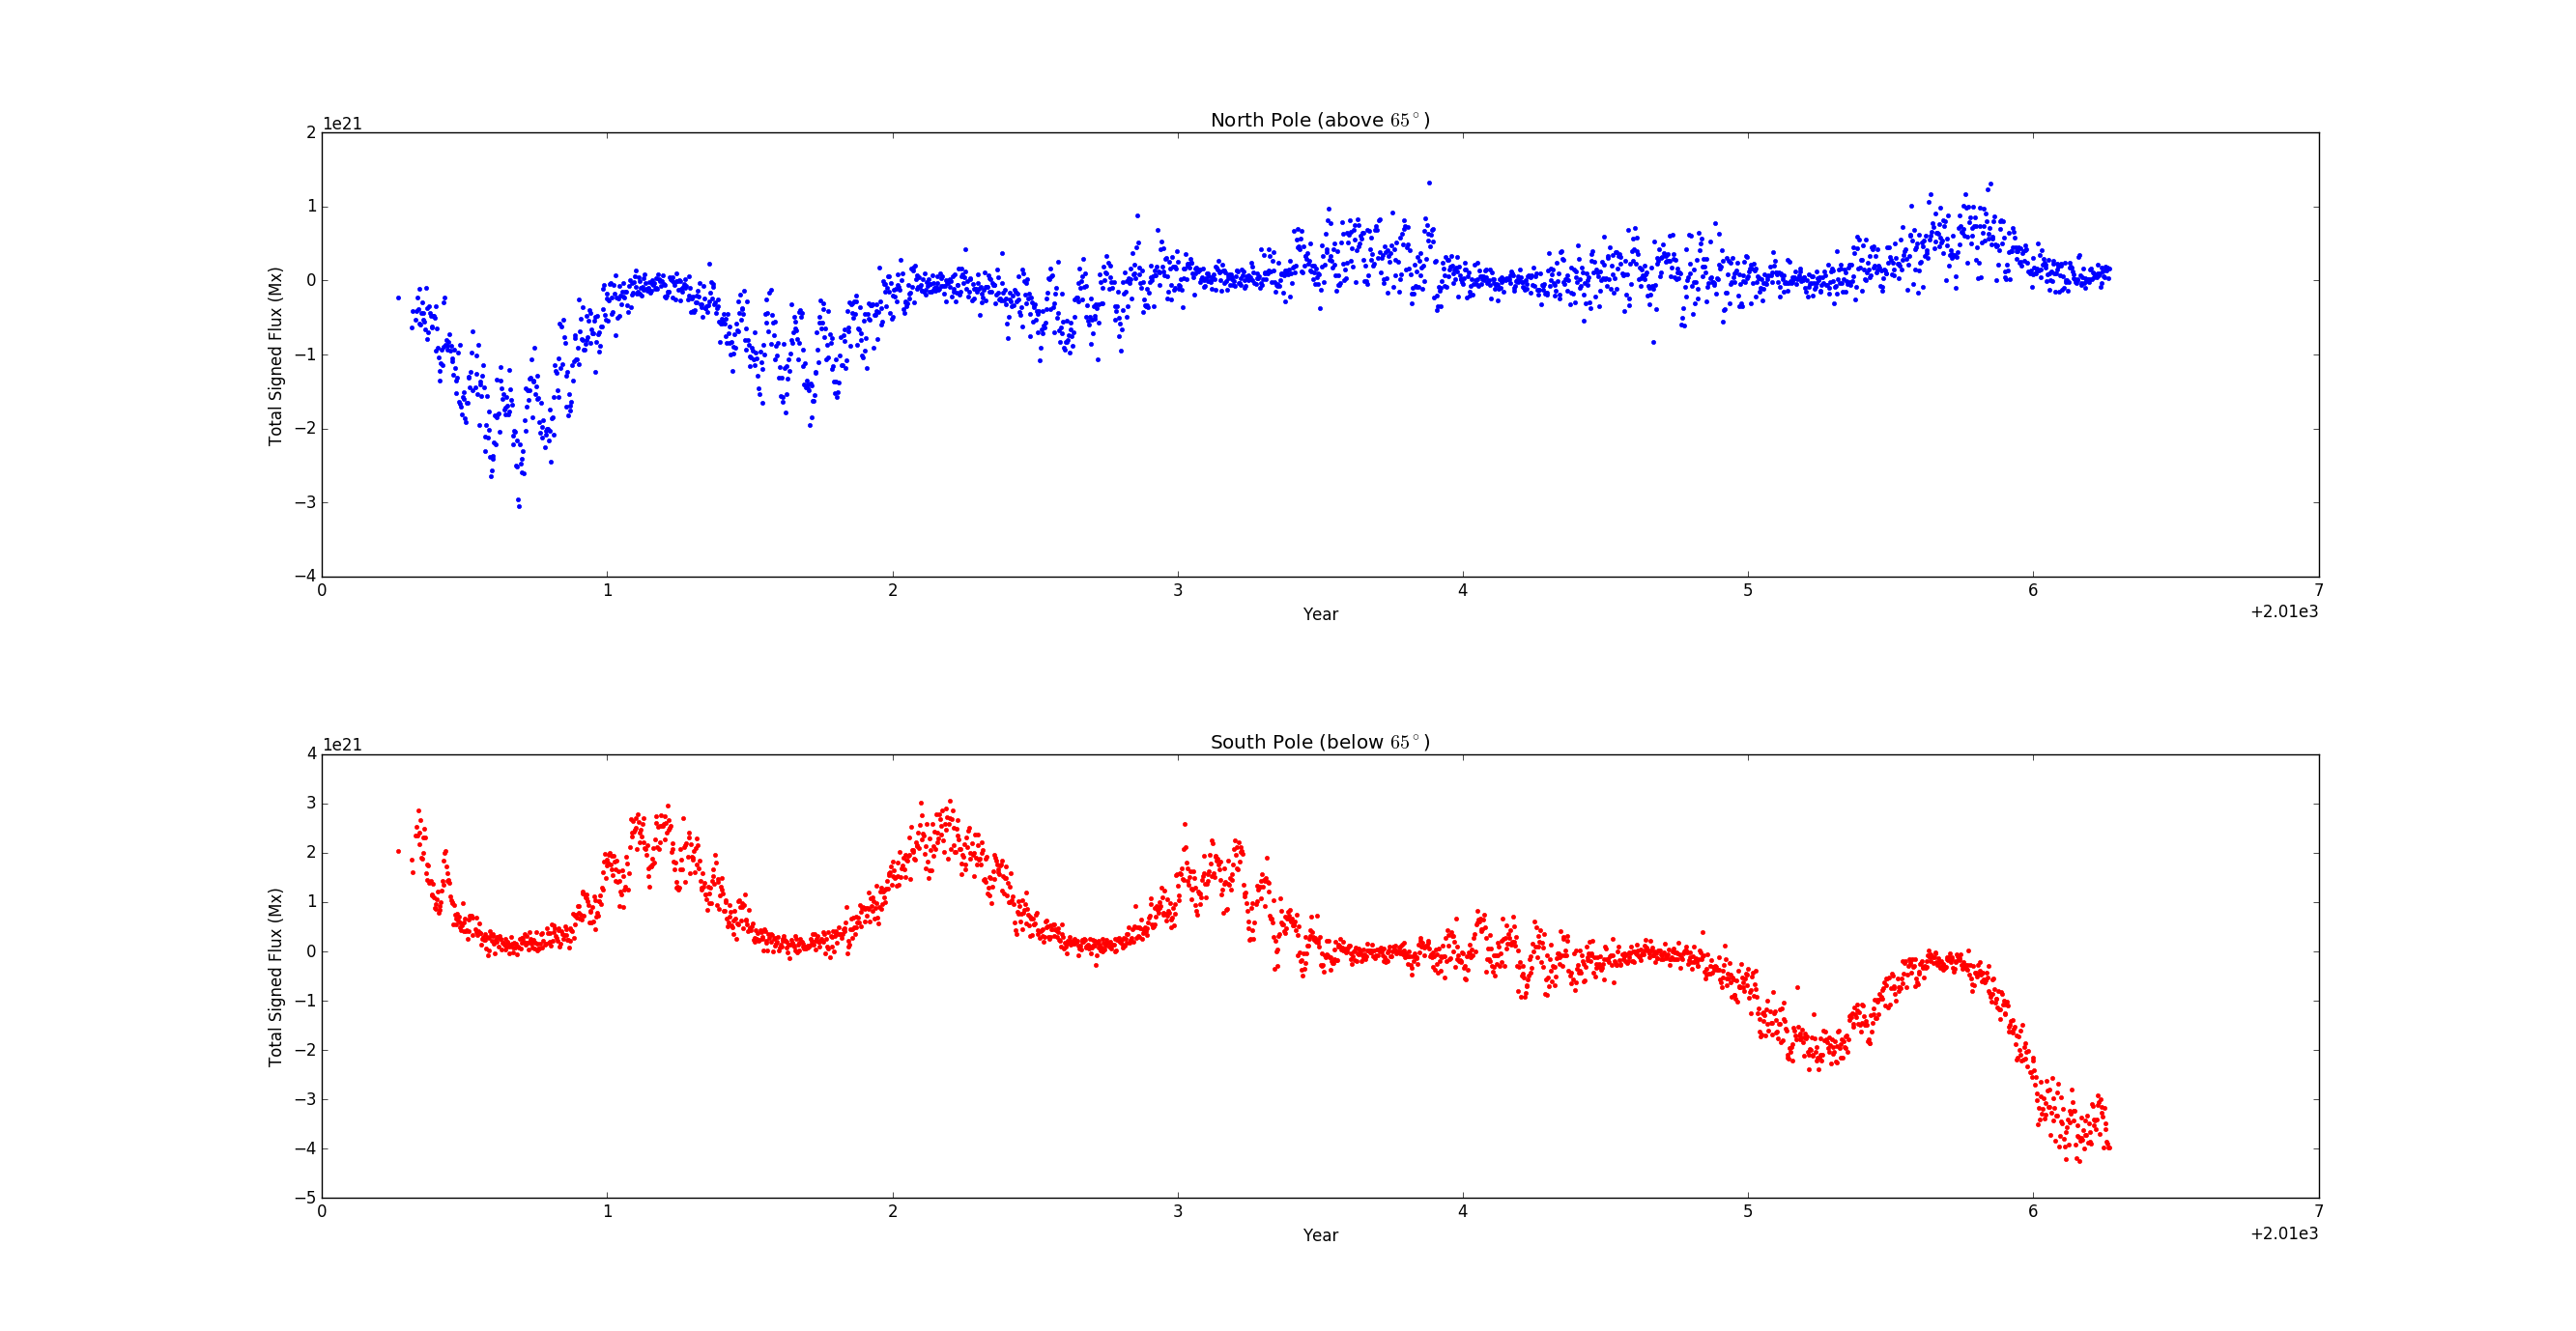 North Pole (above 65°)
1e21
2
1
0
−1
−2
−3
−4
Total Signed Flux (Mx)
0 1 2 3 4 5 6 7
Year
+2.01e3
South Pole (below 65°)
1e21
4
3
2
1
0
−1
−2
−3
−4
−5
Total Signed Flux (Mx)
0 1 2 3 4 5 6 7
Year
+2.01e3